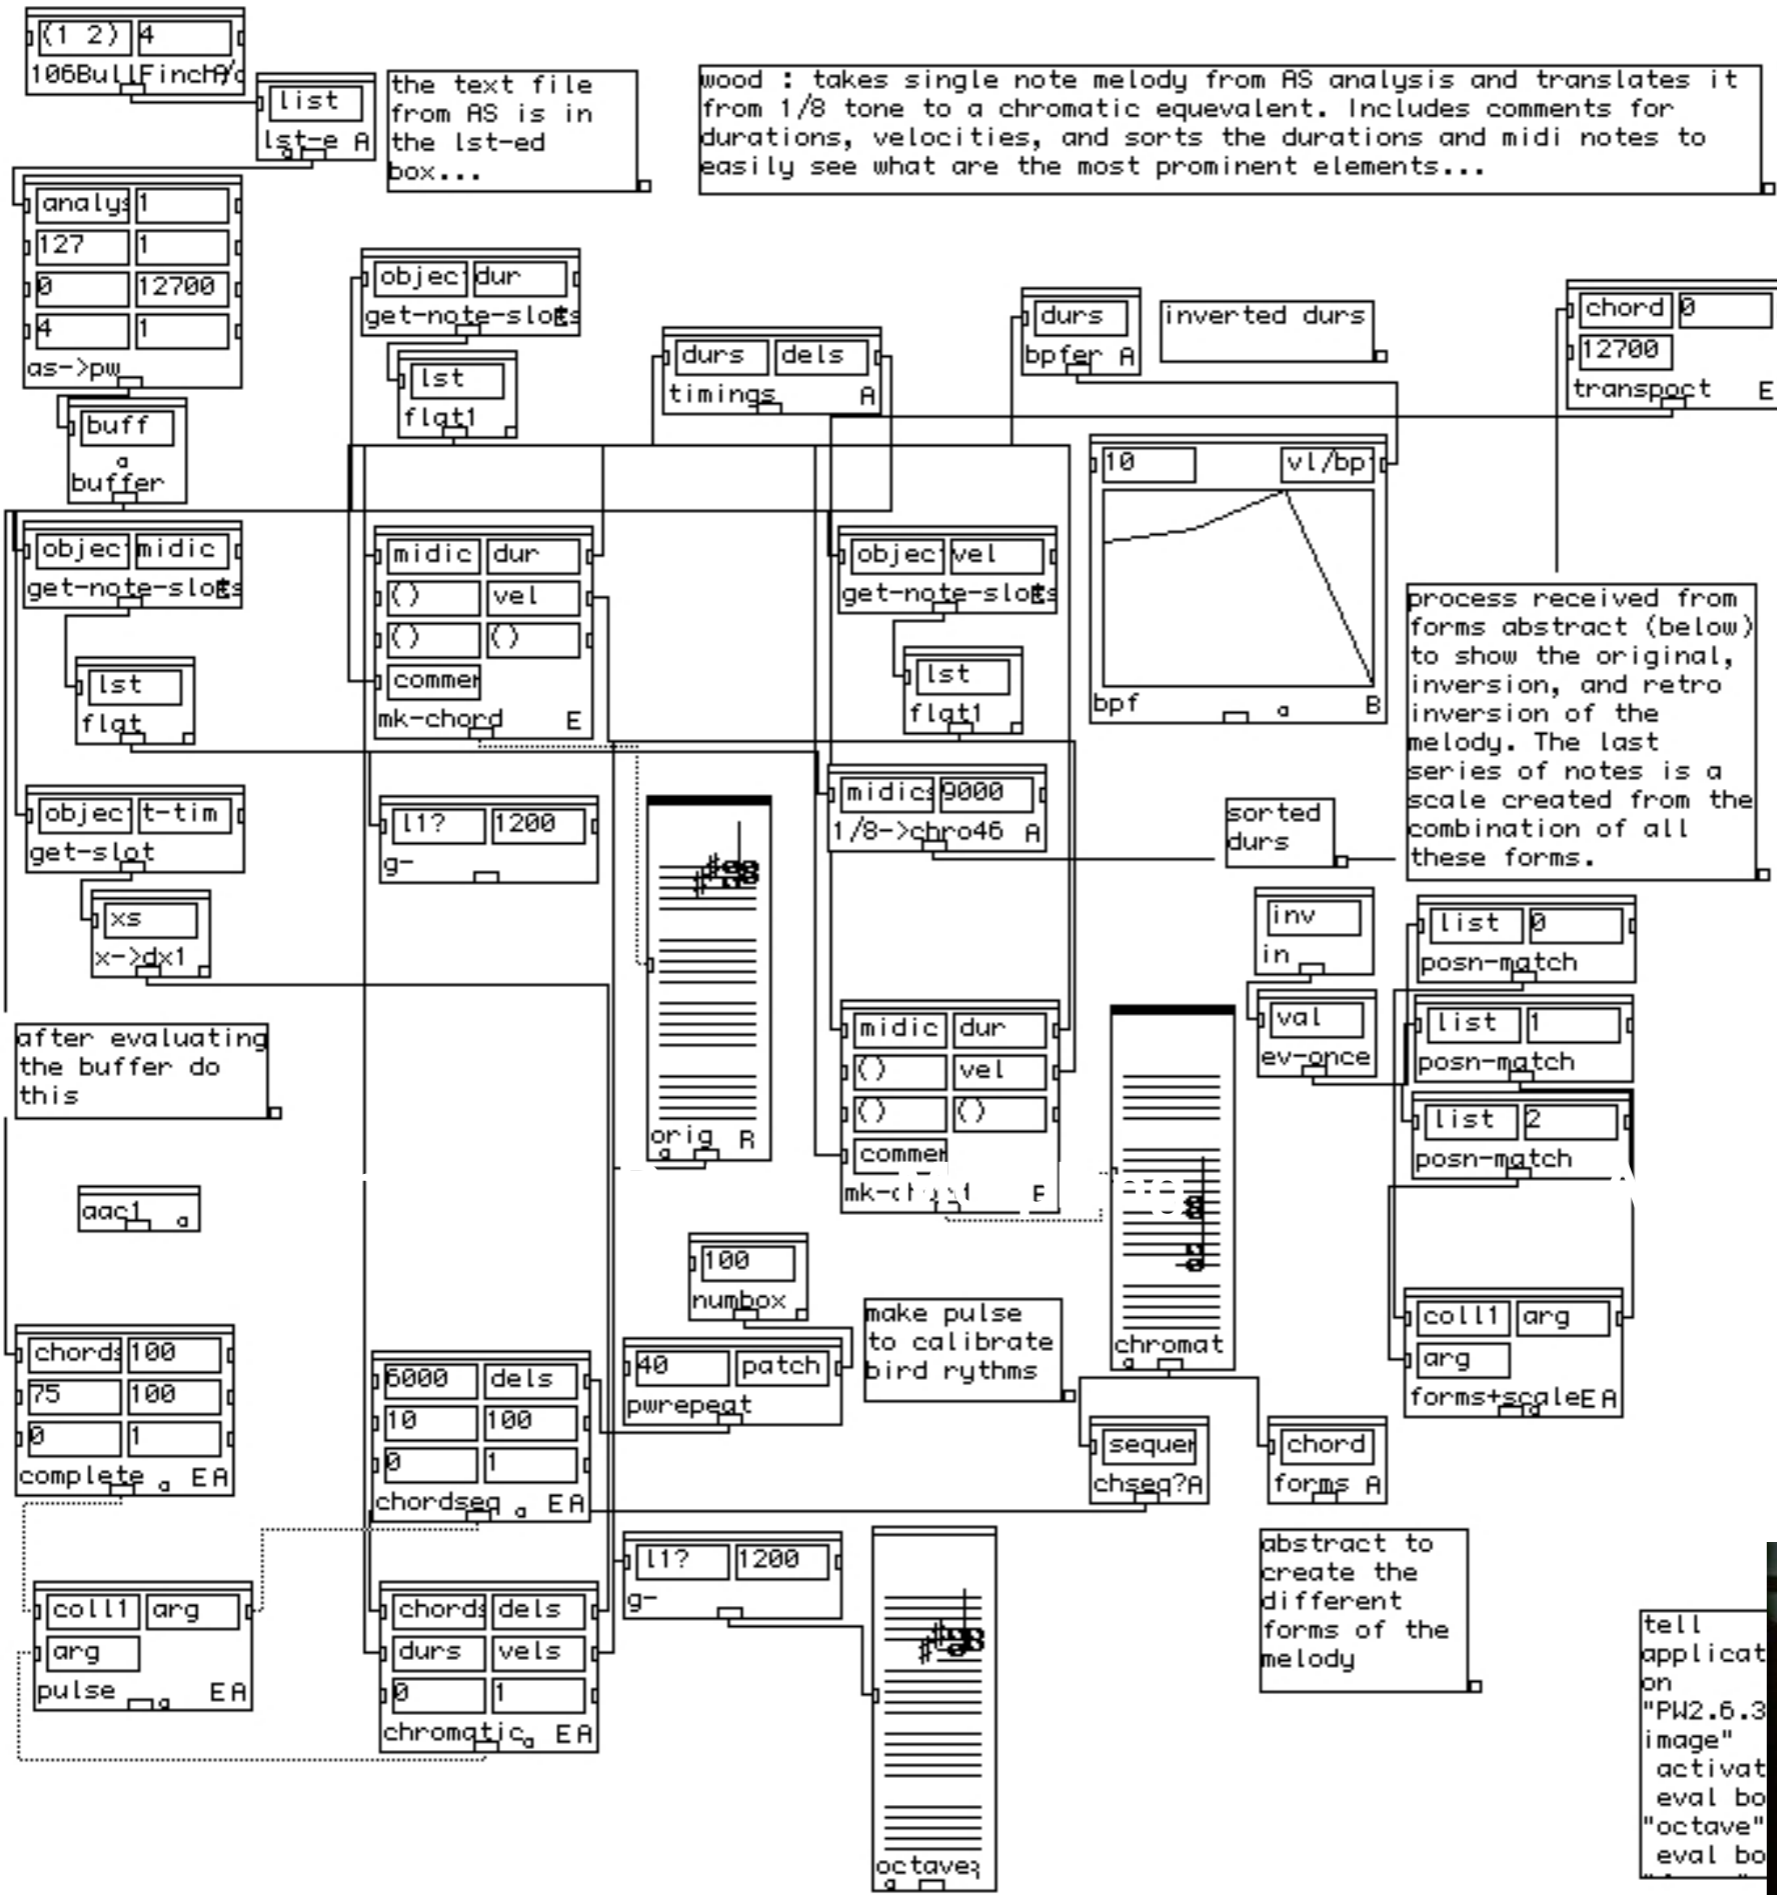 (1 2) 4
list
the text file
from AS is in
the lst-ed
box...
wood : takes single note melody from AS analysis and translates it
from 1/8 tone to a chromatic equevalent. Includes comments for
durations, velocities, and sorts the durations and midi notes to
easily see what are the most prominent elements...
lst-e A
analys 1
127 1
0 12700
4 1
as->pw
buff
a
buffer
objec dur
get-note-slots
lst
flat1
durs dels
timings A
durs
bpfer A
inverted durs
chord 0
12700
transpoct E
10 vl/bp
bpf a B
objec midic
get-note-slots
lst
flat
midic dur
() vel
() ()
commen
mk-chord E
objec vel
get-note-slots
lst
flat1
process received from
forms abstract (below)
to show the original,
inversion, and retro
inversion of the
melody. The last
series of notes is a
scale created from the
combination of all
these forms.
object t-tim
get-slot
xs
x->dx1
l1? 1200
g-
orig R
a
midics 9000
1/8->chro46 A
sorted
durs
inv
in
val
ev-once
list 0
posn-match
list 1
posn-match
list 2
posn-match
after evaluating
the buffer do
this
midic dur
() vel
() ()
commen
aac1 a
100
numbox
40 patch
pwrepeat
make pulse
to calibrate
bird rythms
chromat
a
coll1 arg
arg
forms+scale E A
chords 100
75 100
0 1
complete a E A
6000 dels
10 100
0 1
chordseq a E A
sequen
chseq? A
chord
forms A
l1? 1200
g-
abstract to
create the
different
forms of the
melody
coll1 arg
arg
pulse a E A
chords dels
durs vels
0 1
chromatic a E A
octave
a
tell
applicat
on
"PW2.6.3
image"
activat
eval bo
"octave"
eval bo